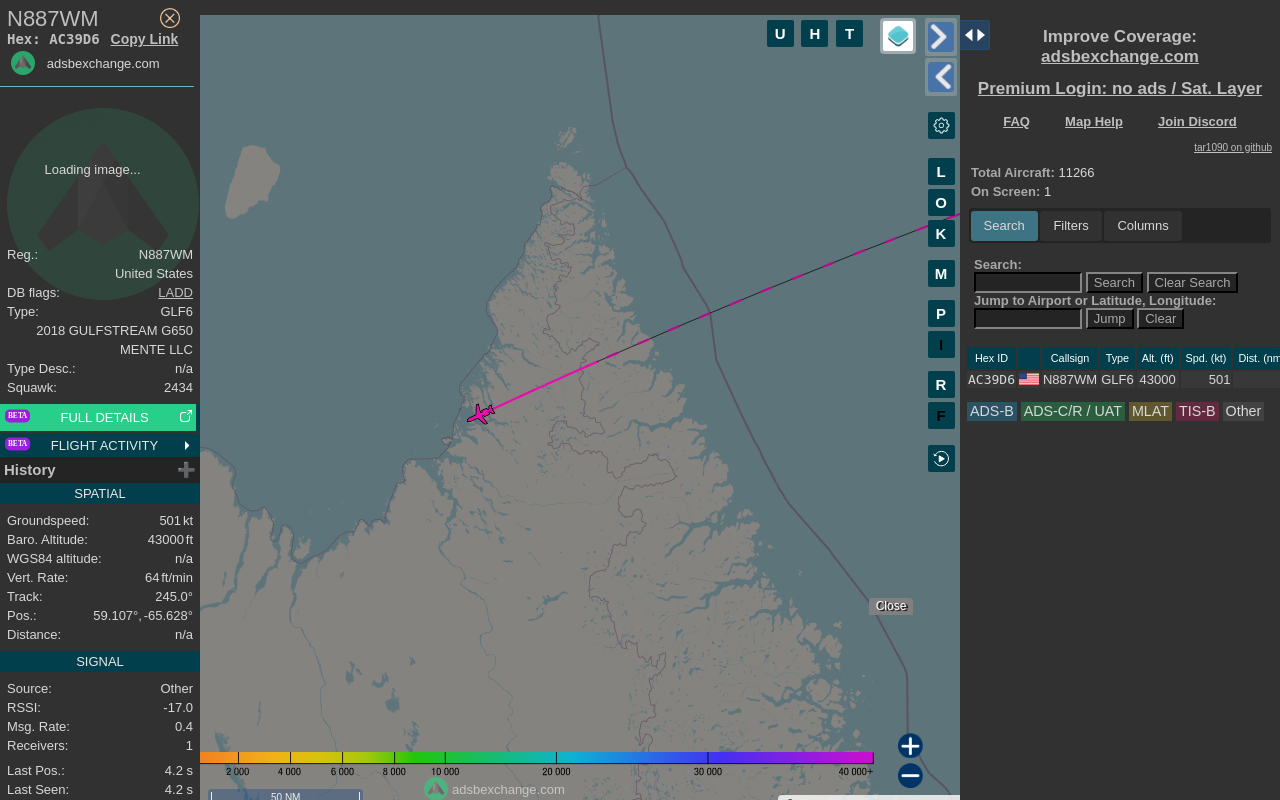 N887WM
Hex: AC39D6 Copy Link
adsbexchange.com
Loading image...
Reg.: N887WM
United States
DB flags: LADD
Type: GLF6
2018 GULFSTREAM G650
MENTE LLC
Type Desc.: n/a
Squawk: 2434
BETA FULL DETAILS
BETA FLIGHT ACTIVITY
History
SPATIAL
Groundspeed: 501 kt
Baro. Altitude: 43000 ft
WGS84 altitude: n/a
Vert. Rate: 64 ft/min
Track: 245.0°
Pos.: 59.107°, -65.628°
Distance: n/a
SIGNAL
Source: Other
RSSI: -17.0
Msg. Rate: 0.4
Receivers: 1
Last Pos.: 4.2 s
Last Seen: 4.2 s
U H T
L
O
K
M
P
I
R
F
Close
2 000 4 000 6 000 8 000 10 000 20 000 30 000 40 000+
adsbexchange.com
50 NM
Improve Coverage:
adsbexchange.com
Premium Login: no ads / Sat. Layer
FAQ Map Help Join Discord
tar1090 on github
Total Aircraft: 11266
On Screen: 1
Search Filters Columns
Search:
Search Clear Search
Jump to Airport or Latitude, Longitude:
Jump Clear
Hex ID Callsign Type Alt. (ft) Spd. (kt) Dist. (nm
AC39D6 N887WM GLF6 43000 501
ADS-B ADS-C/R / UAT MLAT TIS-B Other